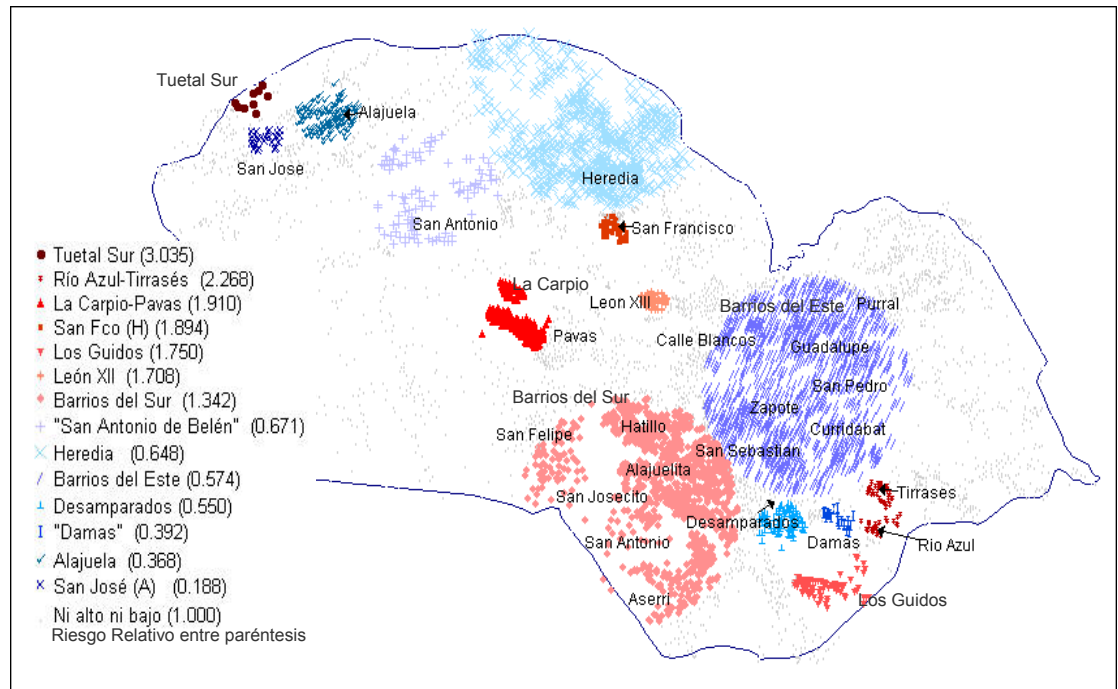 Tuetal Sur
Alajuela
San Jose
Heredia
San Antonio
San Francisco
Tuetal Sur (3.035)
Río Azul-Tirrasés (2.268)
La Carpio-Pavas (1.910)
San Fco (H) (1.894)
Los Guidos (1.750)
León XII (1.708)
Barrios del Sur (1.342)
"San Antonio de Belén" (0.671)
Heredia (0.648)
Barrios del Este (0.574)
Desamparados (0.550)
"Damas" (0.392)
Alajuela (0.368)
San José (A) (0.188)
Ni alto ni bajo (1.000)
Riesgo Relativo entre paréntesis
La Carpio
Leon XIII
Barrios del Este
Purral
Pavas
Calle Blancos
Guadalupe
San Pedro
Barrios del Sur
Zapote
Hatillo
Curridabat
San Felipe
San Sebastian
Alajuelita
San Josecito
Tirrases
Desamparados
San Antonio
Damas
Río Azul
Aserri
Los Guidos